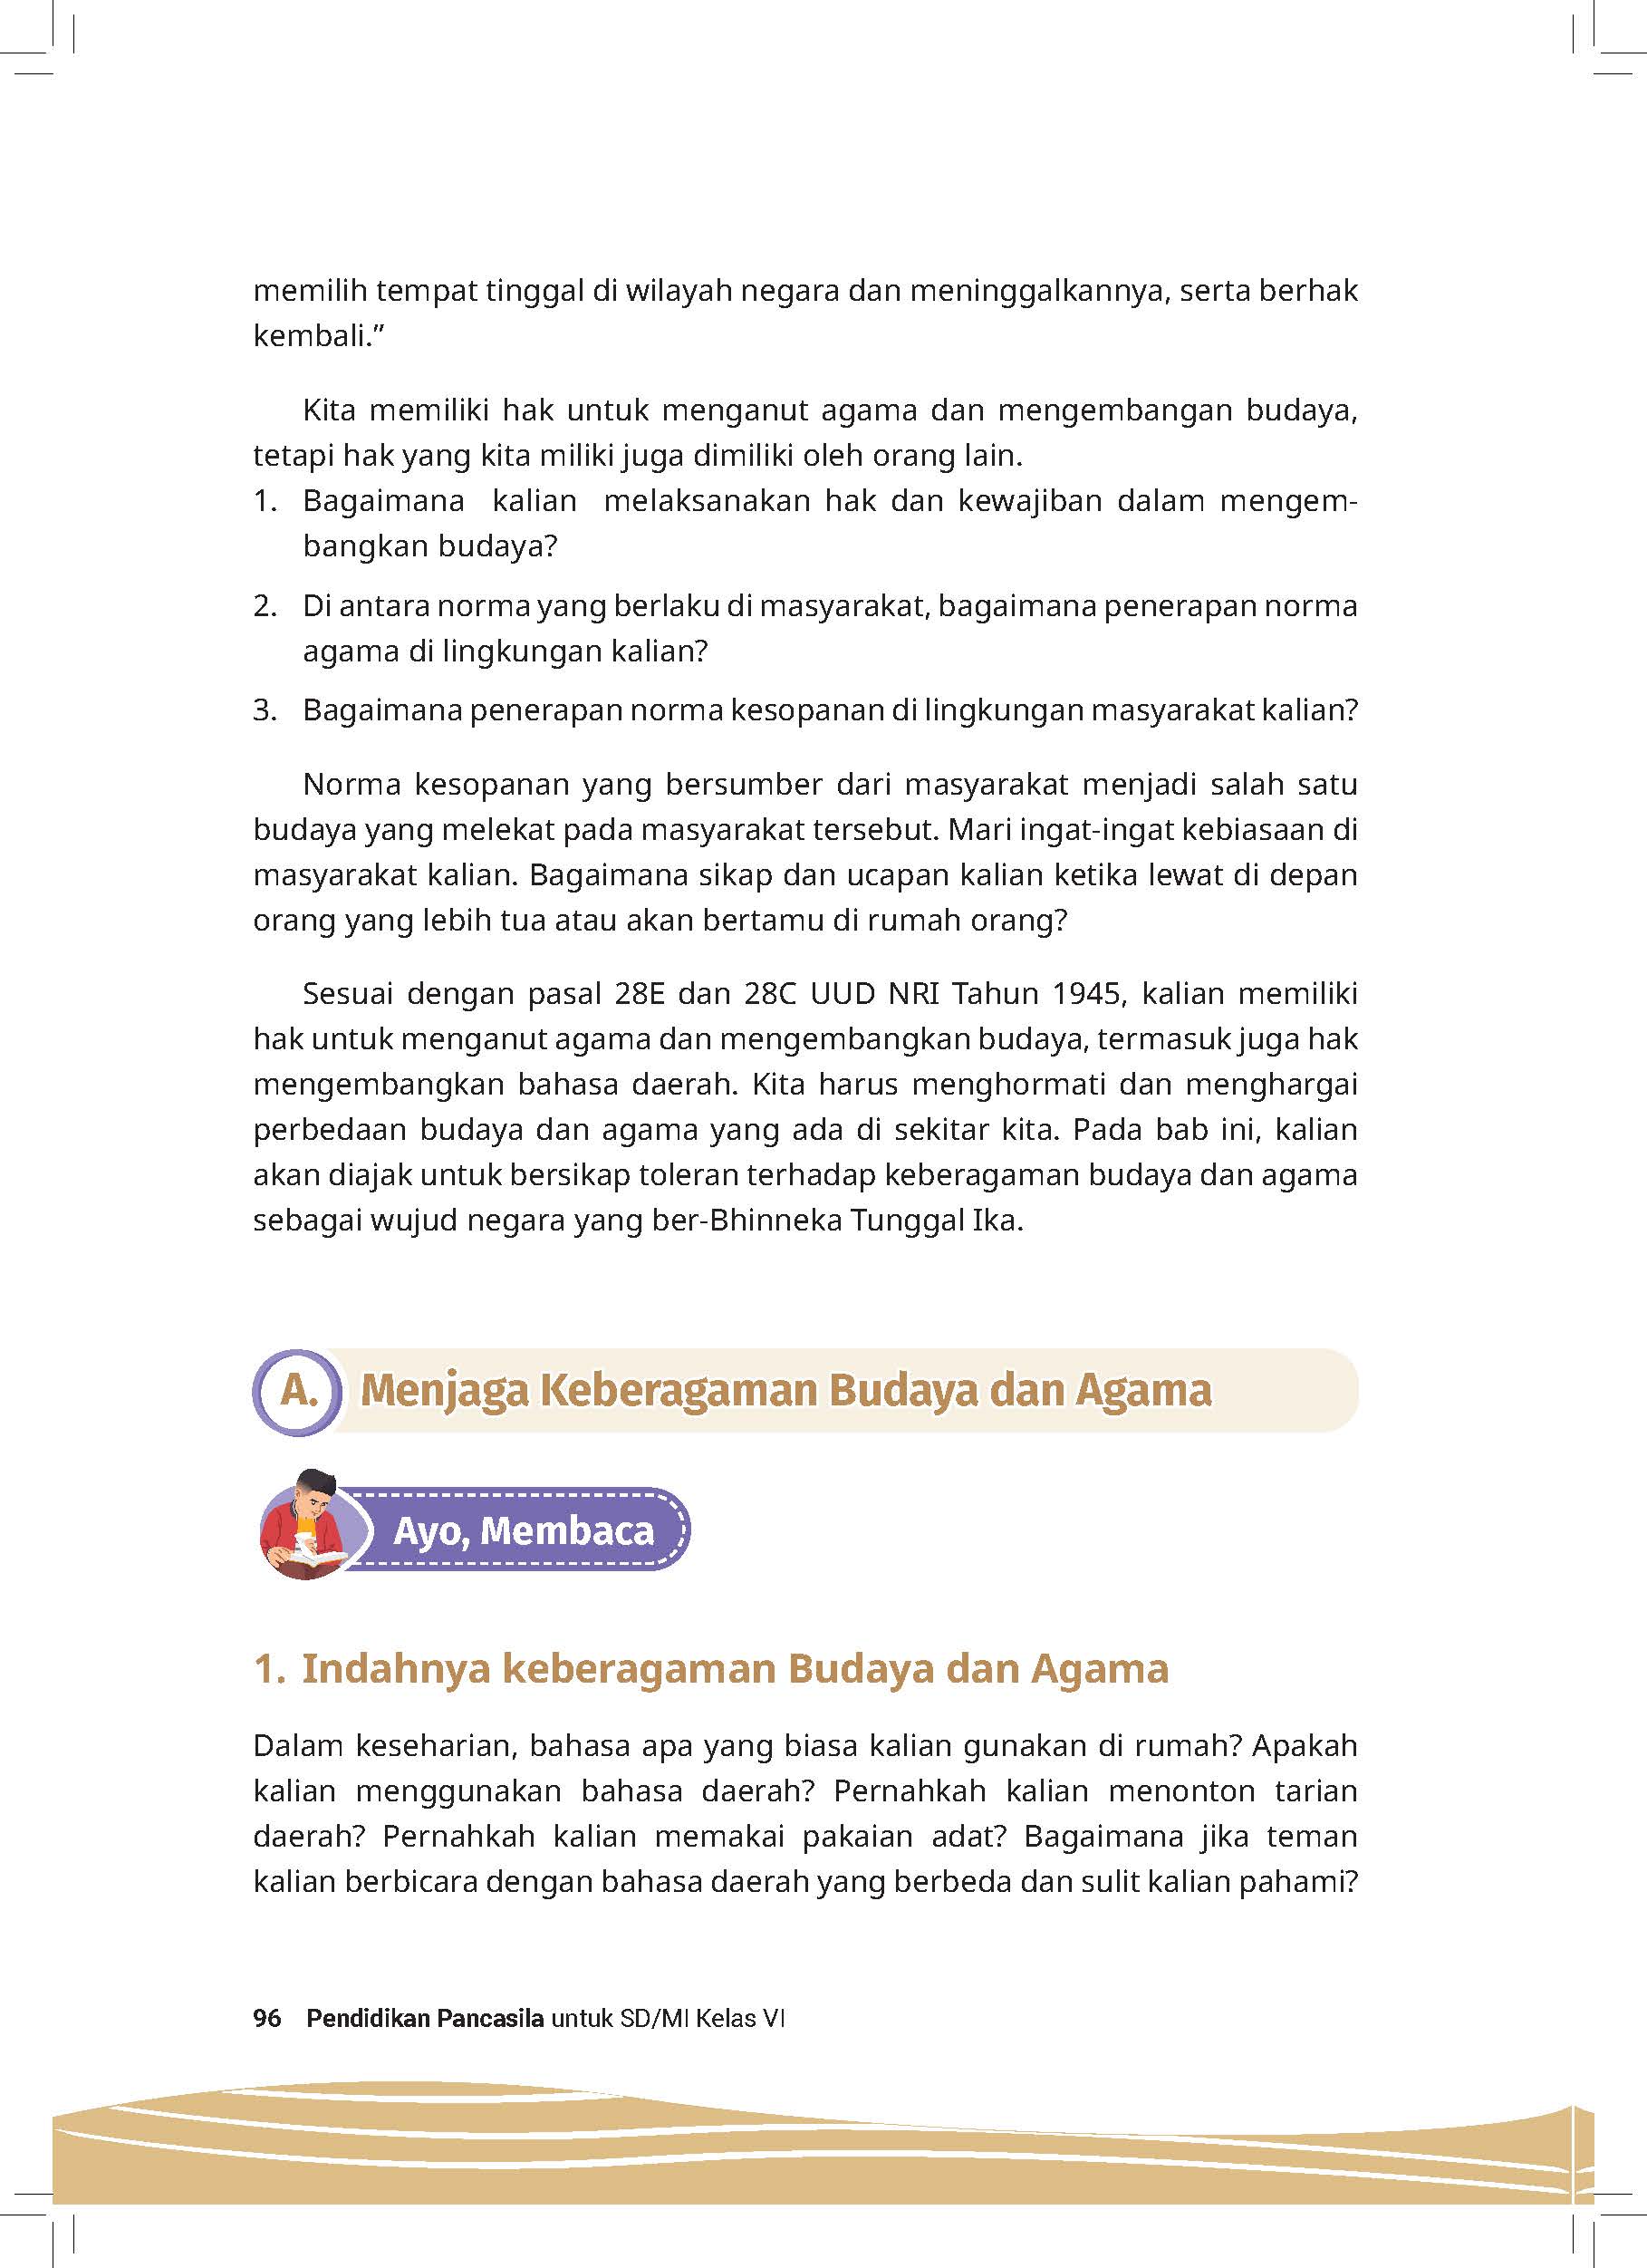 memilih tempat tinggal di wilayah negara dan meninggalkannya, serta berhak
kembali.”
Kita memiliki hak untuk menganut agama dan mengembangan budaya,
tetapi hak yang kita miliki juga dimiliki oleh orang lain.
1. Bagaimana kalian melaksanakan hak dan kewajiban dalam mengem-
bangkan budaya?
2. Di antara norma yang berlaku di masyarakat, bagaimana penerapan norma
agama di lingkungan kalian?
3. Bagaimana penerapan norma kesopanan di lingkungan masyarakat kalian?
Norma kesopanan yang bersumber dari masyarakat menjadi salah satu
budaya yang melekat pada masyarakat tersebut. Mari ingat-ingat kebiasaan di
masyarakat kalian. Bagaimana sikap dan ucapan kalian ketika lewat di depan
orang yang lebih tua atau akan bertamu di rumah orang?
Sesuai dengan pasal 28E dan 28C UUD NRI Tahun 1945, kalian memiliki
hak untuk menganut agama dan mengembangkan budaya, termasuk juga hak
mengembangkan bahasa daerah. Kita harus menghormati dan menghargai
perbedaan budaya dan agama yang ada di sekitar kita. Pada bab ini, kalian
akan diajak untuk bersikap toleran terhadap keberagaman budaya dan agama
sebagai wujud negara yang ber-Bhinneka Tunggal Ika.
A. Menjaga Keberagaman Budaya dan Agama
Ayo, Membaca
1. Indahnya keberagaman Budaya dan Agama
Dalam keseharian, bahasa apa yang biasa kalian gunakan di rumah? Apakah
kalian menggunakan bahasa daerah? Pernahkah kalian menonton tarian
daerah? Pernahkah kalian memakai pakaian adat? Bagaimana jika teman
kalian berbicara dengan bahasa daerah yang berbeda dan sulit kalian pahami?
96 Pendidikan Pancasila untuk SD/MI Kelas VI